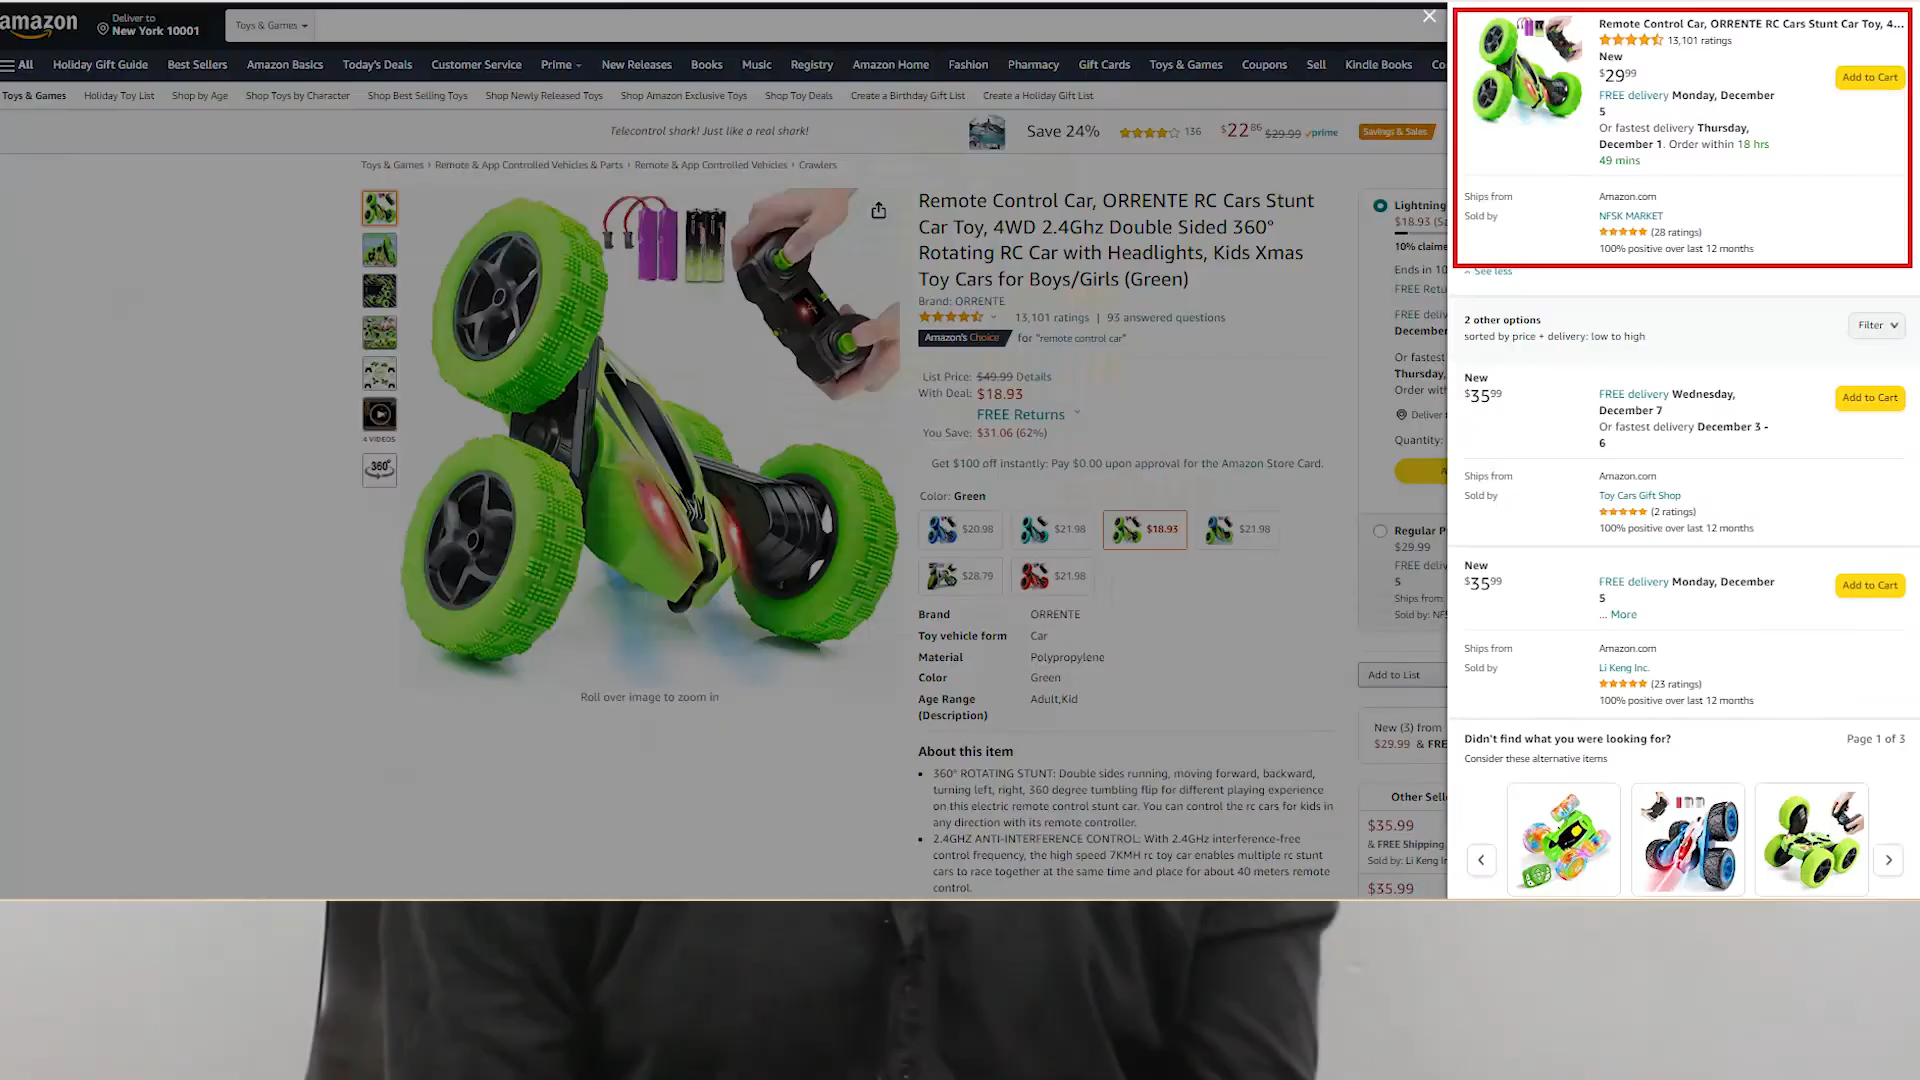 amazon
Deliver to
New York 10001
Toys & Games
All
Holiday Gift Guide
Best Sellers
Amazon Basics
Today's Deals
Customer Service
Prime
New Releases
Books
Music
Registry
Amazon Home
Fashion
Pharmacy
Gift Cards
Toys & Games
Coupons
Sell
Kindle Books
Co
Toys & Games
Holiday Toy List
Shop by Age
Shop Toys by Character
Shop Best Selling Toys
Shop Newly Released Toys
Shop Amazon Exclusive Toys
Shop Toy Deals
Create a Birthday Gift List
Create a Holiday Gift List
Telecontrol shark! Just like a real shark!
Save 24%
136
$2286 $29.99 prime
Savings & Sales
Toys & Games › Remote & App Controlled Vehicles & Parts › Remote & App Controlled Vehicles › Crawlers
4 VIDEOS
360°
Roll over image to zoom in
Remote Control Car, ORRENTE RC Cars Stunt
Car Toy, 4WD 2.4Ghz Double Sided 360°
Rotating RC Car with Headlights, Kids Xmas
Toy Cars for Boys/Girls (Green)
Brand: ORRENTE
13,101 ratings | 93 answered questions
Amazon's Choice for "remote control car"
List Price: $49.99 Details
With Deal: $18.93
FREE Returns
You Save: $31.06 (62%)
Get $100 off instantly: Pay $0.00 upon approval for the Amazon Store Card.
Color: Green
$20.98
$21.98
$18.93
$21.98
$28.79
$21.98
Brand ORRENTE
Toy vehicle form Car
Material Polypropylene
Color Green
Age Range Adult,Kid
(Description)
About this item
• 360° ROTATING STUNT: Double sides running, moving forward, backward,
turning left, right, 360 degree tumbling flip for different playing experience
on this electric remote control stunt car. You can control the rc cars for kids in
any direction with its remote controller.
• 2.4GHZ ANTI-INTERFERENCE CONTROL: With 2.4GHz interference-free
control frequency, the high speed 7KMH rc toy car enables multiple rc stunt
cars to race together at the same time and place for about 40 meters remote
control.
Lightning
$18.93 (Sa
10% claime
Ends in 10
FREE Retu
FREE deliv
December
Or fastest
Thursday,
Order with
Deliver
Quantity:
A
Regular P
$29.99
FREE deliv
5
Ships from:
Sold by: NFS
Add to List
New (3) from
$29.99 & FRE
Other Selle
$35.99
& FREE Shipping
Sold by: Li Keng In
$35.99
Remote Control Car, ORRENTE RC Cars Stunt Car Toy, 4...
13,101 ratings
New
$2999
Add to Cart
FREE delivery Monday, December
5
Or fastest delivery Thursday,
December 1. Order within 18 hrs
49 mins
Ships from Amazon.com
Sold by NFSK MARKET
(28 ratings)
100% positive over last 12 months
See less
2 other options
sorted by price + delivery: low to high
Filter
New
$3599
FREE delivery Wednesday,
December 7
Or fastest delivery December 3 -
6
Add to Cart
Ships from Amazon.com
Sold by Toy Cars Gift Shop
(2 ratings)
100% positive over last 12 months
New
$3599
FREE delivery Monday, December
5
... More
Add to Cart
Ships from Amazon.com
Sold by Li Keng Inc.
(23 ratings)
100% positive over last 12 months
Didn't find what you were looking for?
Page 1 of 3
Consider these alternative items